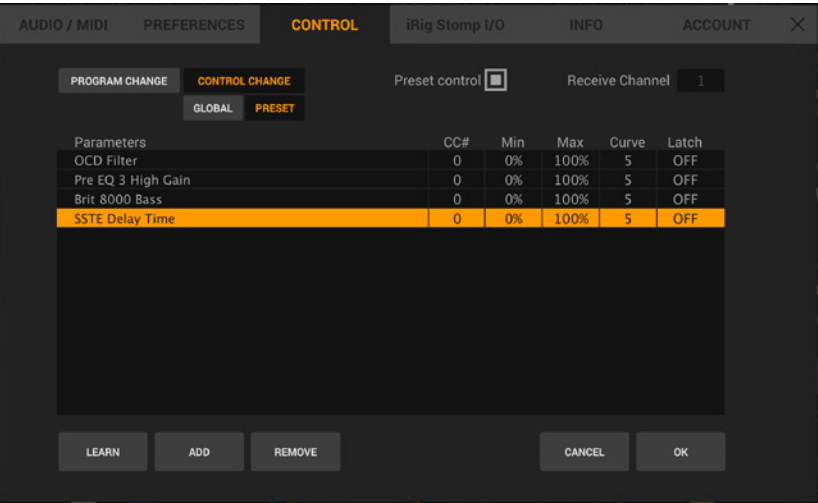 AUDIO / MIDI PREFERENCES CONTROL iRig Stomp I/O INFO ACCOUNT
PROGRAM CHANGE CONTROL CHANGE Preset control Receive Channel 1
GLOBAL PRESET
Parameters CC# Min Max Curve Latch
OCD Filter 0 0% 100% 5 OFF
Pre EQ 3 High Gain 0 0% 100% 5 OFF
Brit 8000 Bass 0 0% 100% 5 OFF
SSTE Delay Time 0 0% 100% 5 OFF
LEARN ADD REMOVE CANCEL OK